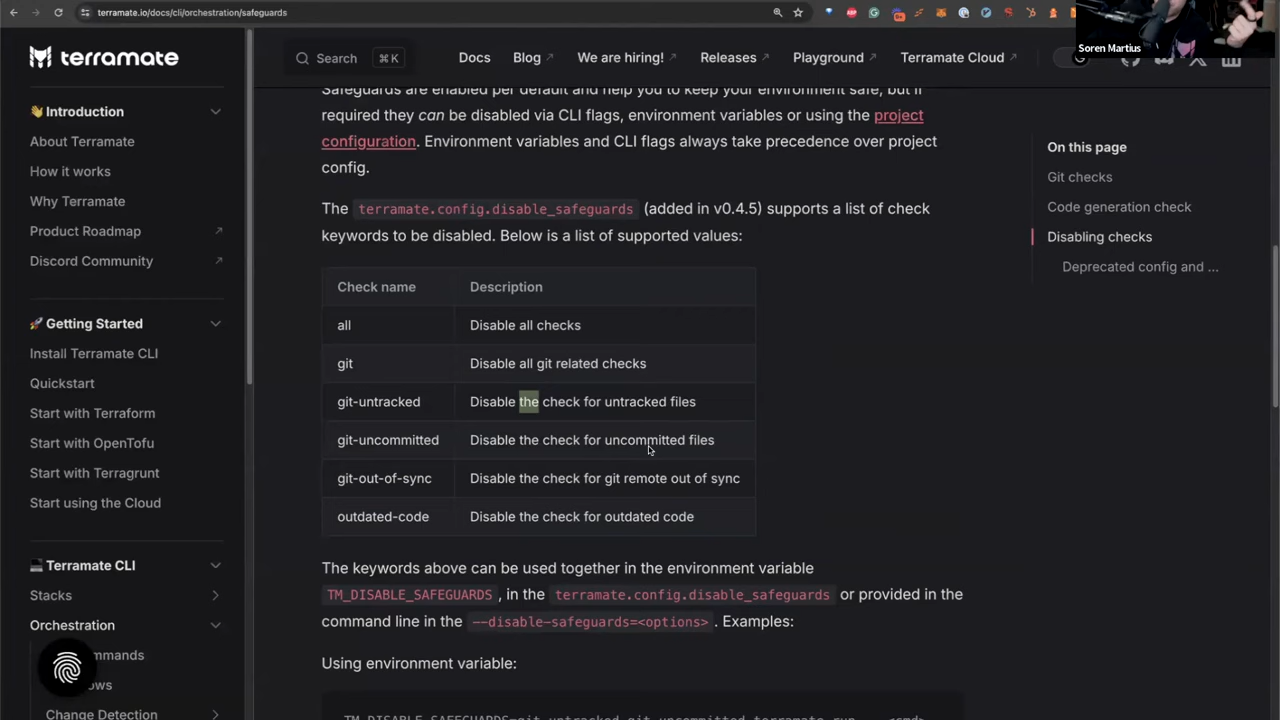 terramate.io/docs/cli/orchestration/safeguards
Soren Martius
terramate
Search
⌘ K
Docs
Blog ↗
We are hiring! ↗
Releases ↗
Playground ↗
Terramate Cloud ↗
👋 Introduction
About Terramate
How it works
Why Terramate
Product Roadmap ↗
Discord Community ↗
🚀 Getting Started
Install Terramate CLI
Quickstart
Start with Terraform
Start with OpenTofu
Start with Terragrunt
Start using the Cloud
Terramate CLI
Stacks
Orchestration
mmands
ows
Change Detection
Safeguards are enabled per default and help you to keep your environment safe, but if
required they can be disabled via CLI flags, environment variables or using the project
configuration. Environment variables and CLI flags always take precedence over project
config.
The terramate.config.disable_safeguards (added in v0.4.5) supports a list of check
keywords to be disabled. Below is a list of supported values:
Check name Description
all Disable all checks
git Disable all git related checks
git-untracked Disable the check for untracked files
git-uncommitted Disable the check for uncommitted files
git-out-of-sync Disable the check for git remote out of sync
outdated-code Disable the check for outdated code
The keywords above can be used together in the environment variable
TM_DISABLE_SAFEGUARDS , in the terramate.config.disable_safeguards or provided in the
command line in the --disable-safeguards=<options> . Examples:
Using environment variable:
TM_DISABLE_SAFEGUARDS=git-untracked,git-uncommitted terramate run -- <cmd>
On this page
Git checks
Code generation check
Disabling checks
Deprecated config and ...